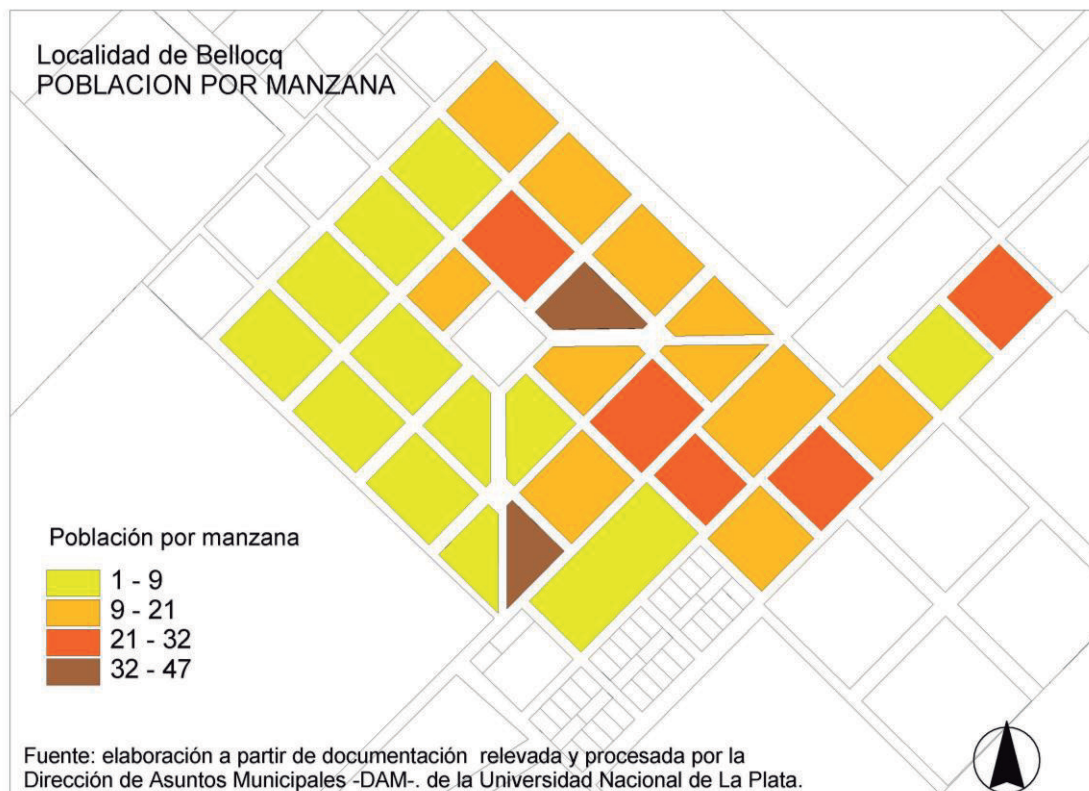 Localidad de Bellocq
POBLACION POR MANZANA
Población por manzana
1 - 9
9 - 21
21 - 32
32 - 47
Fuente: elaboración a partir de documentación relevada y procesada por la
Dirección de Asuntos Municipales -DAM-. de la Universidad Nacional de La Plata.